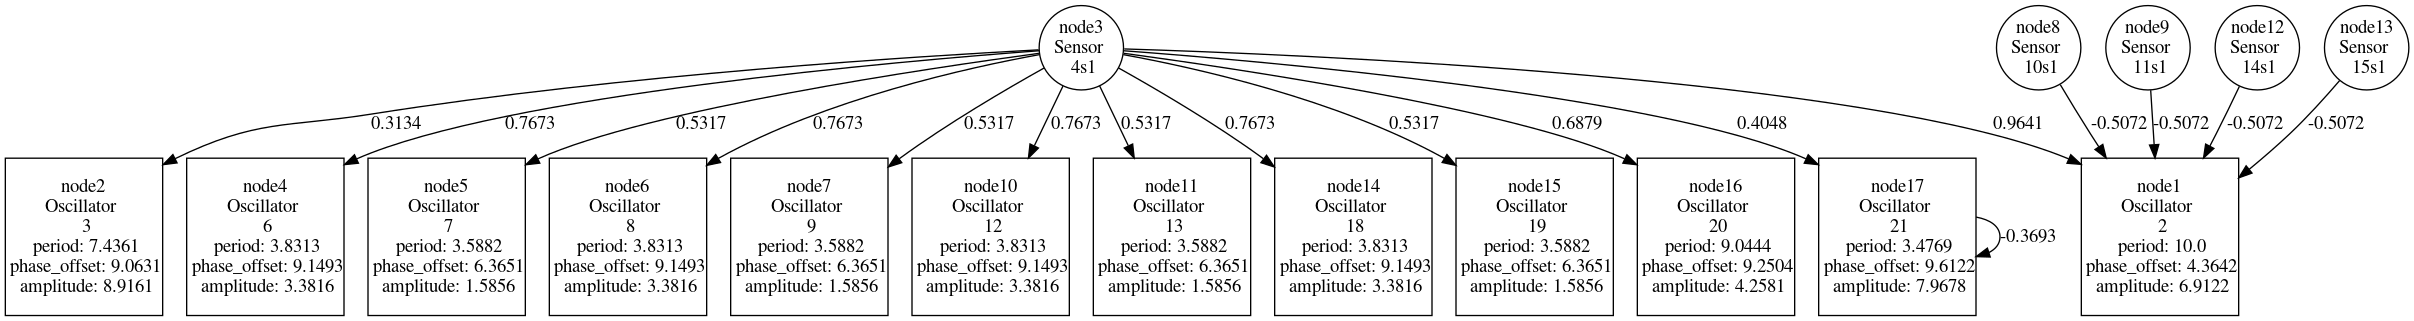 node3
Sensor
4s1
node8
Sensor
10s1
node9
Sensor
11s1
node12
Sensor
14s1
node13
Sensor
15s1
0.3134
0.7673
0.5317
0.7673
0.5317
0.7673
0.5317
0.7673
0.5317
0.6879
0.4048
0.9641
-0.5072
-0.5072
-0.5072
-0.5072
node2
Oscillator
3
period: 7.4361
phase_offset: 9.0631
amplitude: 8.9161
node4
Oscillator
6
period: 3.8313
phase_offset: 9.1493
amplitude: 3.3816
node5
Oscillator
7
period: 3.5882
phase_offset: 6.3651
amplitude: 1.5856
node6
Oscillator
8
period: 3.8313
phase_offset: 9.1493
amplitude: 3.3816
node7
Oscillator
9
period: 3.5882
phase_offset: 6.3651
amplitude: 1.5856
node10
Oscillator
12
period: 3.8313
phase_offset: 9.1493
amplitude: 3.3816
node11
Oscillator
13
period: 3.5882
phase_offset: 6.3651
amplitude: 1.5856
node14
Oscillator
18
period: 3.8313
phase_offset: 9.1493
amplitude: 3.3816
node15
Oscillator
19
period: 3.5882
phase_offset: 6.3651
amplitude: 1.5856
node16
Oscillator
20
period: 9.0444
phase_offset: 9.2504
amplitude: 4.2581
node17
Oscillator
21
period: 3.4769
phase_offset: 9.6122
amplitude: 7.9678
-0.3693
node1
Oscillator
2
period: 10.0
phase_offset: 4.3642
amplitude: 6.9122